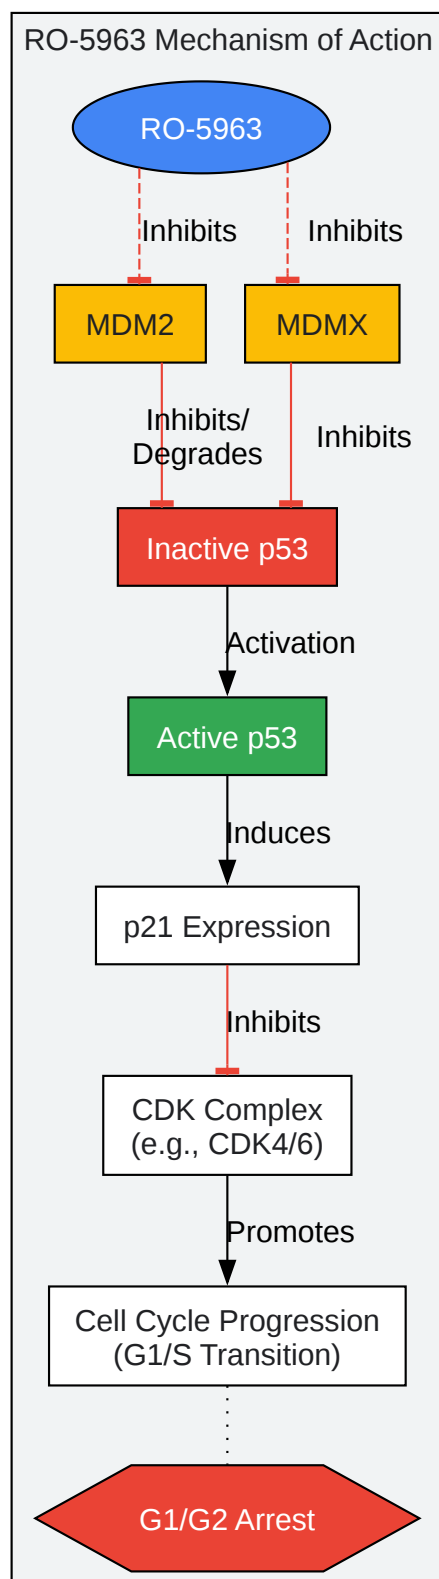 RO-5963 Mechanism of Action
RO-5963
Inhibits
Inhibits
MDM2
MDMX
Inhibits/
Degrades
Inhibits
Inactive p53
Activation
Active p53
Induces
p21 Expression
Inhibits
CDK Complex
(e.g., CDK4/6)
Promotes
Cell Cycle Progression
(G1/S Transition)
G1/G2 Arrest